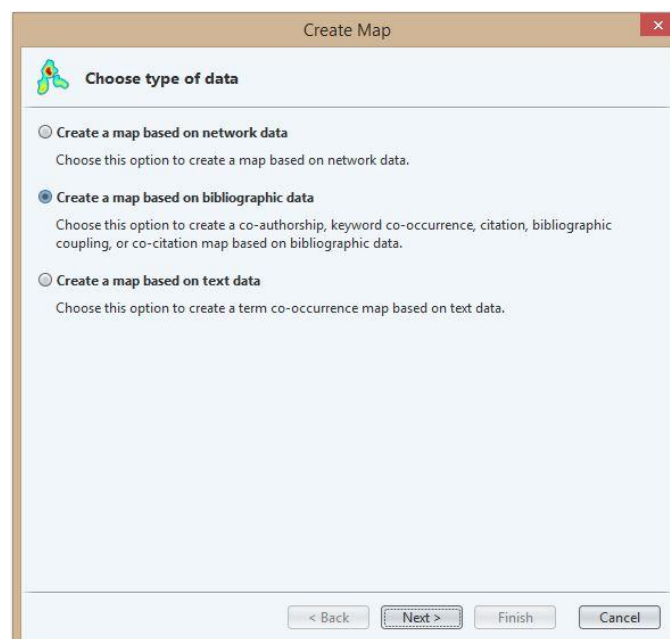 Create Map
Choose type of data
Create a map based on network data
Choose this option to create a map based on network data.
Create a map based on bibliographic data
Choose this option to create a co-authorship, keyword co-occurrence, citation, bibliographic
coupling, or co-citation map based on bibliographic data.
Create a map based on text data
Choose this option to create a term co-occurrence map based on text data.
< Back Next > Finish Cancel